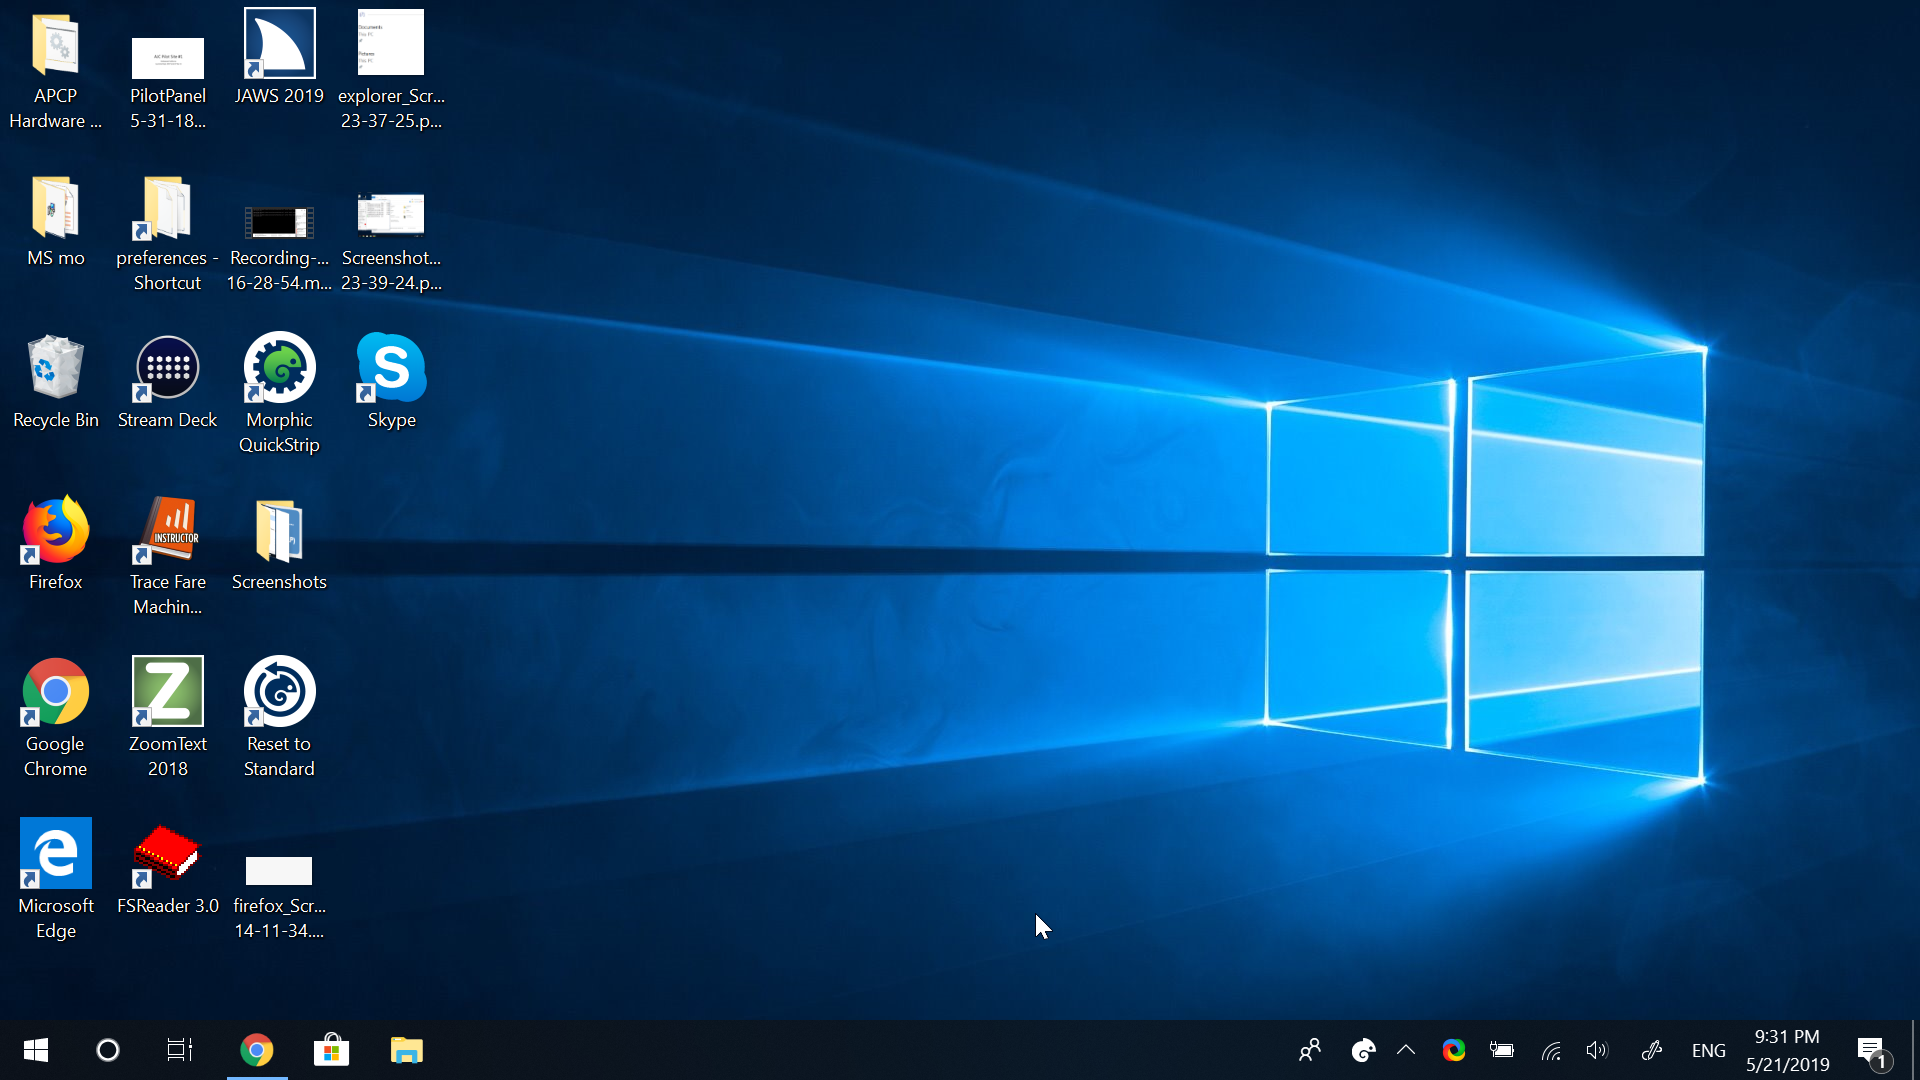 APCP
Hardware ...
PilotPanel
5-31-18...
JAWS 2019
explorer_Scr...
23-37-25.p...
MS mo
preferences -
Shortcut
Recording-...
16-28-54.m...
Screenshot...
23-39-24.p...
Recycle Bin
Stream Deck
Morphic
QuickStrip
S
Skype
Firefox
INSTRUCTOR
Trace Fare
Machin...
Screenshots
Google
Chrome
Z
ZoomText
2018
Reset to
Standard
Microsoft
Edge
FSReader 3.0
firefox_Scr...
14-11-34....
ENG
9:31 PM
5/21/2019
1